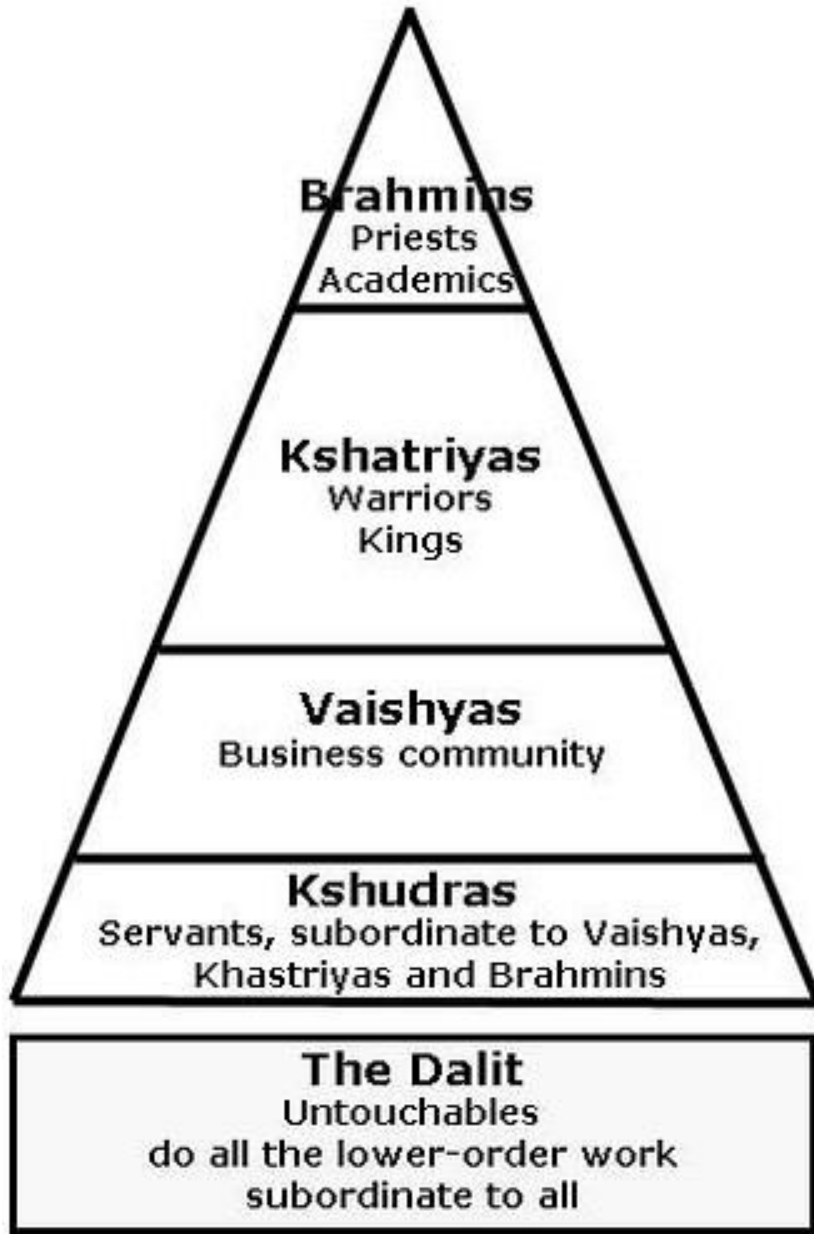 Brahmins
Priests
Academics
Kshatriyas
Warriors
Kings
Vaishyas
Business community
Kshudras
Servants, subordinate to Vaishyas,
Khastriyas and Brahmins
The Dalit
Untouchables
do all the lower-order work
subordinate to all